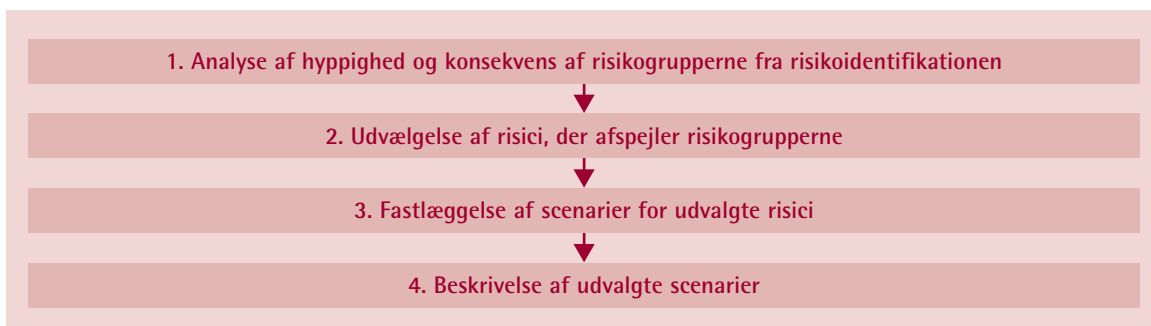 1. Analyse af hyppighed og konsekvens af risikogrupperne fra risikoidentifikationen
2. Udvælgelse af risici, der afspejler risikogrupperne
3. Fastlæggelse af scenarier for udvalgte risici
4. Beskrivelse af udvalgte scenarier